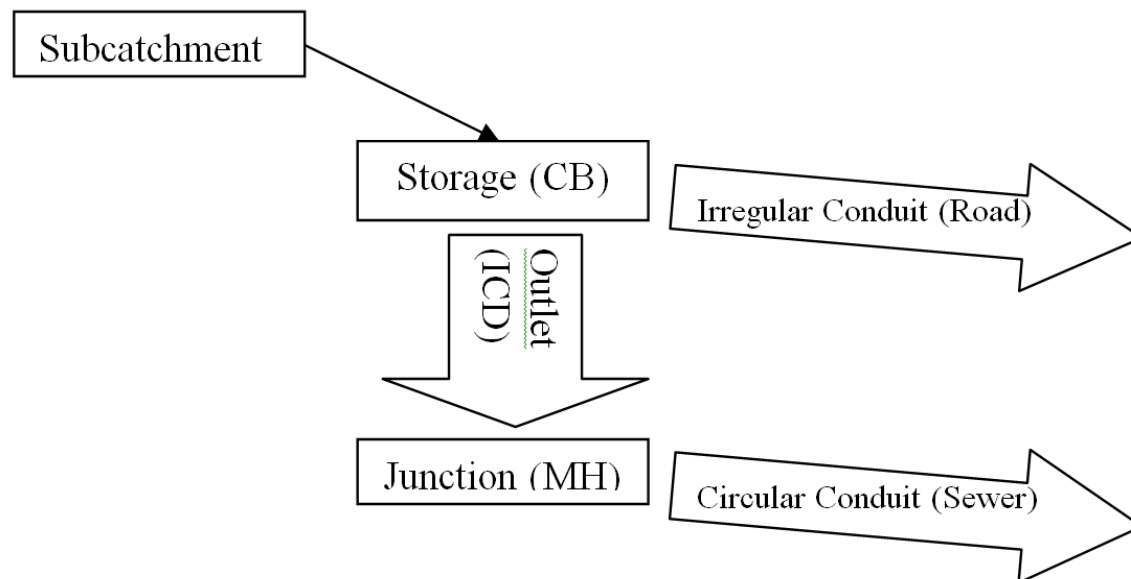 Subcatchment
Storage (CB)
Irregular Conduit (Road)
Outlet
(ICD)
Junction (MH)
Circular Conduit (Sewer)